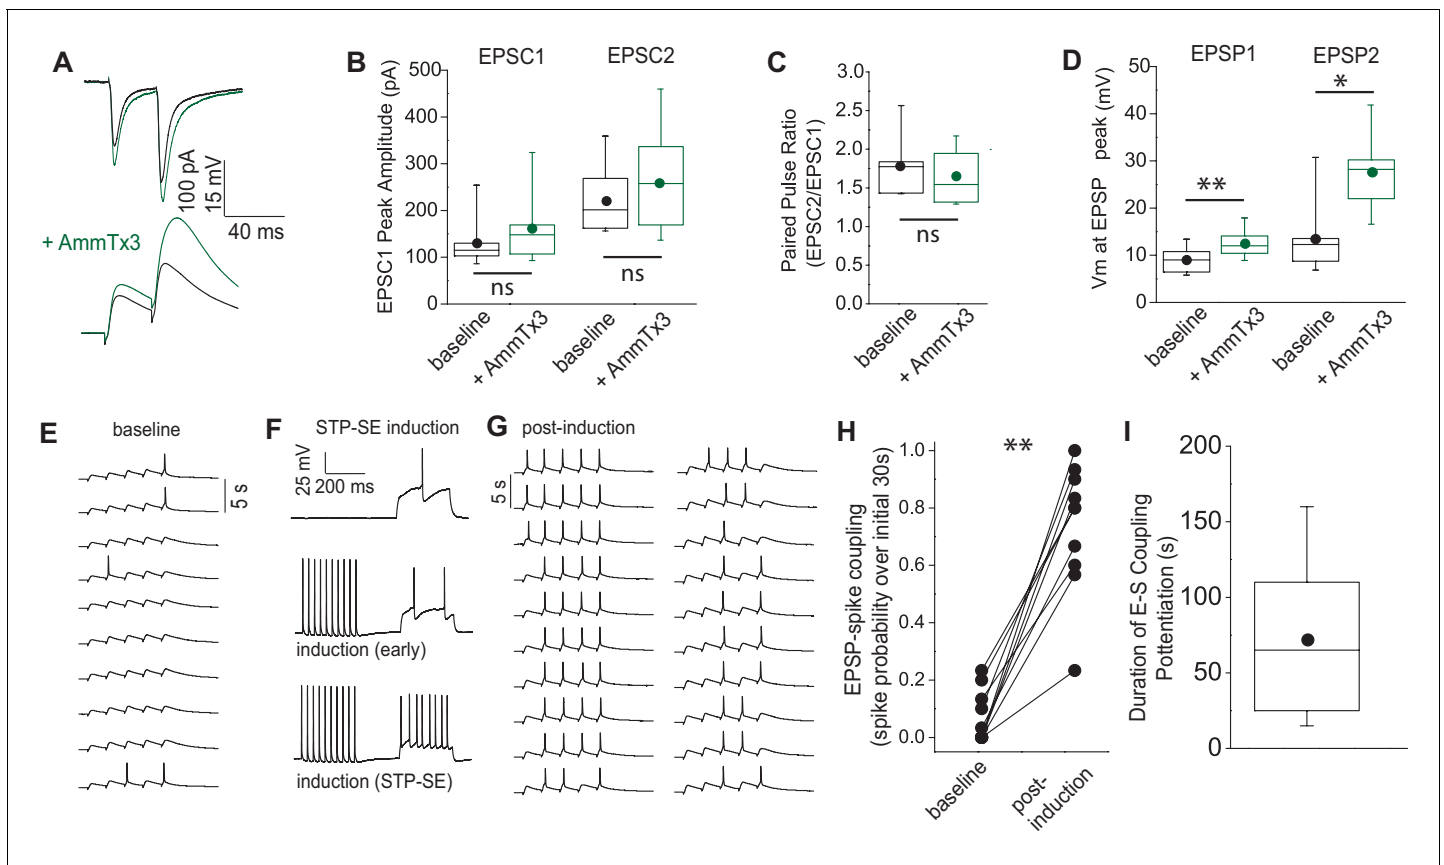 A
100 pA
15 mV
40 ms
+ AmmTx3
B
EPSC1
EPSC2
EPSC1 Peak Amplitude (pA)
500
400
300
200
100
0
ns
ns
baseline
+ AmmTx3
baseline
+ AmmTx3
C
Paired Pulse Ratio
(EPSC2/EPSC1)
3.0
2.5
2.0
1.5
1.0
0.5
0.0
ns
baseline
+ AmmTx3
D
EPSP1
EPSP2
Vm at EPSP peak (mV)
50
40
30
20
10
0
**
*
baseline
+ AmmTx3
baseline
+ AmmTx3
E
baseline
5 s
F
STP-SE induction
25 mV
200 ms
induction (early)
induction (STP-SE)
G
post-induction
5 s
H
EPSP-spike coupling
(spike probability over initial 30s)
1.0
0.8
0.6
0.4
0.2
0.0
**
baseline
post-
induction
I
Duration of E-S Coupling
Pottentiation (s)
200
150
100
50
0